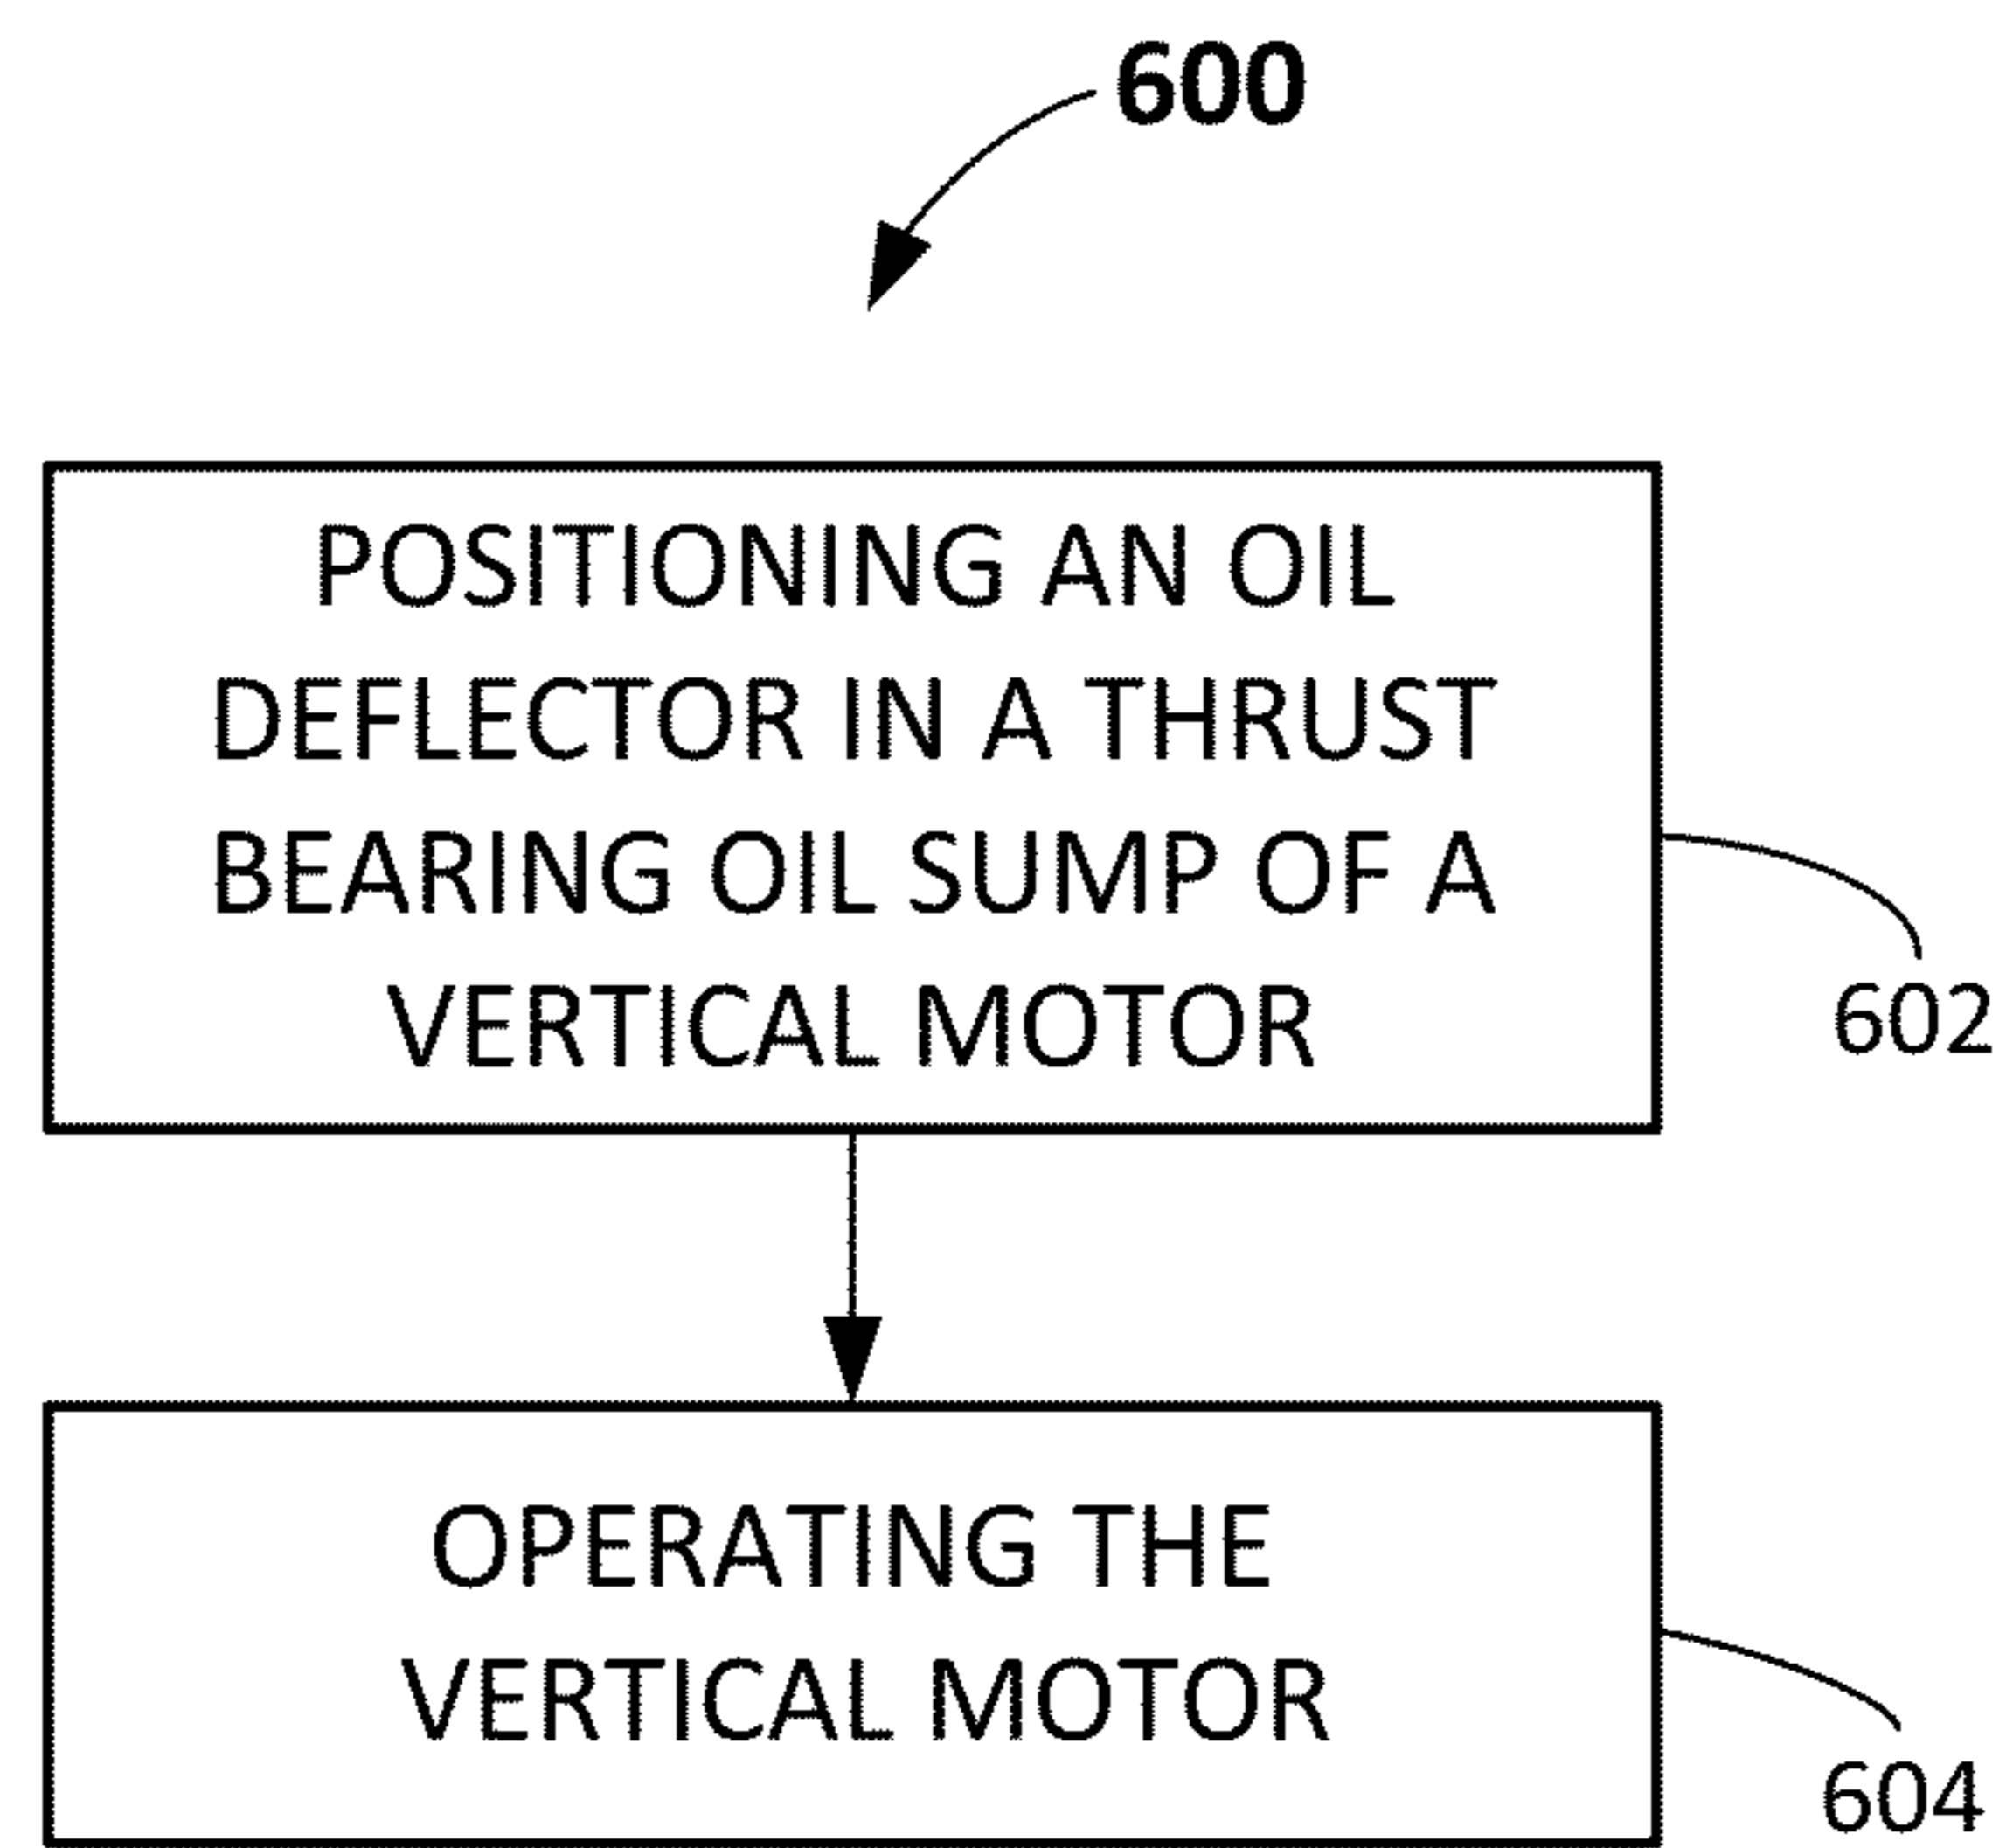 600
POSITIONING AN OIL
DEFLECTOR IN A THRUST
BEARING OIL SUMP OF A
VERTICAL MOTOR
602
OPERATING THE
VERTICAL MOTOR
604